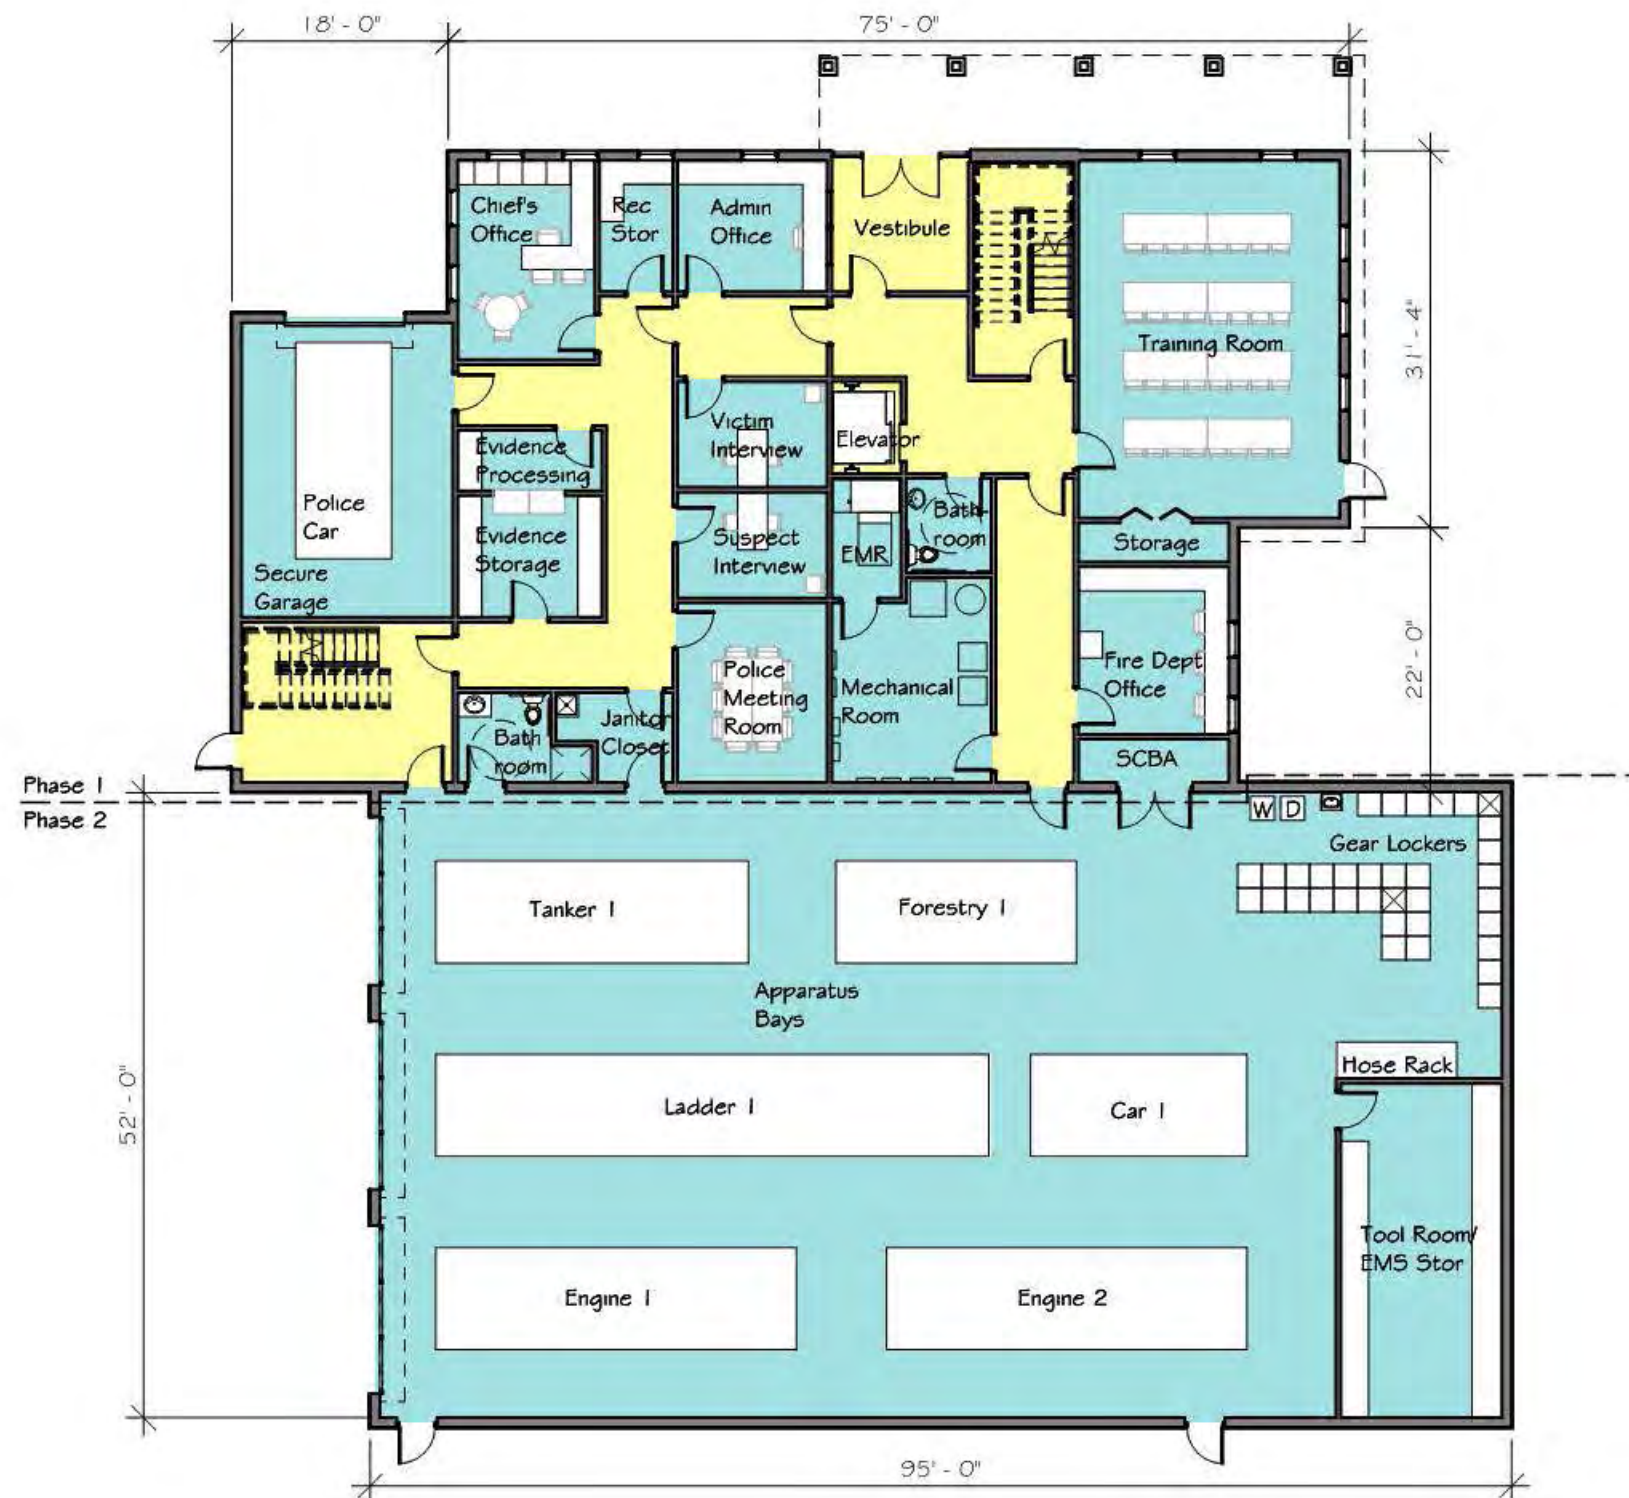 18' - 0"
75' - 0"
Chief's
Office
Rec
Stor
Admin
Office
Vestibule
Training Room
31' - 4"
Victim
Interview
Elevator
Evidence
Processing
Police
Car
Evidence
Storage
Suspect
Interview
EMR
Bath-
room
Storage
Secure
Garage
Fire Dept
Office
22' - 0"
Police
Meeting
Room
Mechanical
Room
Janitor
Closet
Bath
room
SCBA
Phase 1
Phase 2
W
D
Gear Lockers
Tanker 1
Forestry 1
Apparatus
Bays
Hose Rack
52' - 0"
Ladder 1
Car 1
Tool Room/
EMS Stor
Engine 1
Engine 2
95' - 0"